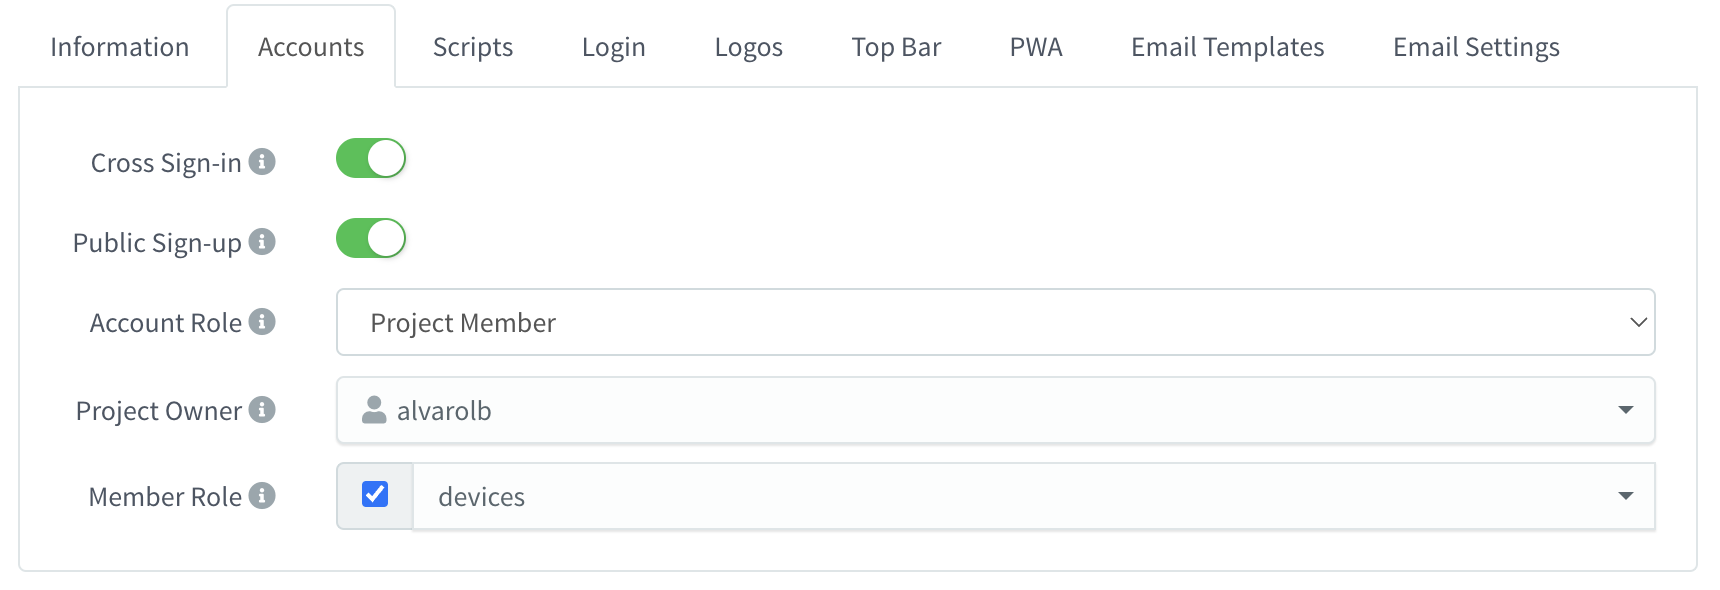 Information Accounts Scripts Login Logos Top Bar PWA Email Templates Email Settings
Cross Sign-in
Public Sign-up
Account Role Project Member
Project Owner alvarolb
Member Role devices